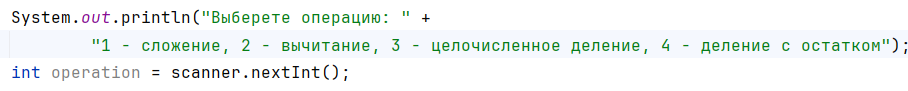 System.out.println("Выберете операцию: " +
"1 - сложение, 2 - вычитание, 3 - целочисленное деление, 4 - деление с остатком");
int operation = scanner.nextInt();